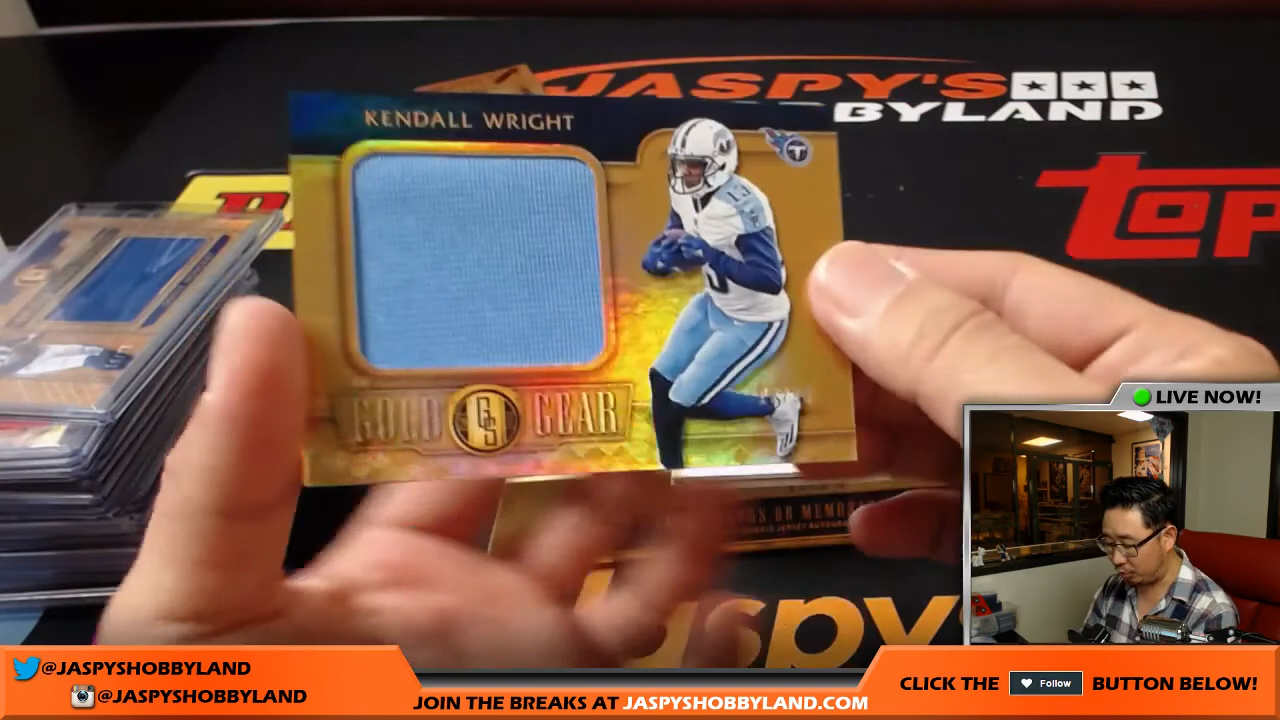 JASPY'S
BYLAND
KENDALL WRIGHT
T
TOP
GOLD GS GEAR
LIVE NOW!
@JASPYSHOBBYLAND
@JASPYSHOBBYLAND
JOIN THE BREAKS AT JASPYSHOBBYLAND.COM
CLICK THE Follow BUTTON BELOW!